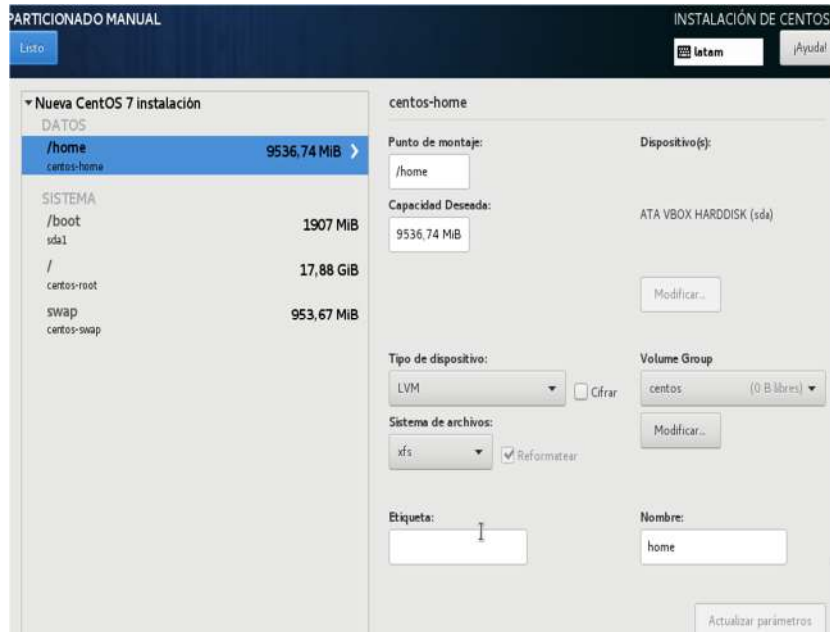 PARTICIONADO MANUAL
INSTALACIÓN DE CENTOS
Listo
latam
¡Ayuda!
Nueva CentOS 7 instalación
DATOS
/home
9536,74 MiB
centos-home
SISTEMA
/boot
1907 MiB
sda1
/
17,88 GiB
centos-root
swap
953,67 MiB
centos-swap
centos-home
Punto de montaje:
Dispositivo(s):
/home
Capacidad Deseada:
ATA VBOX HARDDISK (sda)
9536,74 MiB
Modificar...
Tipo de dispositivo:
Volume Group
LVM
Cifrar
centos
(0 B libres)
Sistema de archivos:
Modificar...
xfs
Reformatear
Etiqueta:
Nombre:
home
Actualizar parámetros